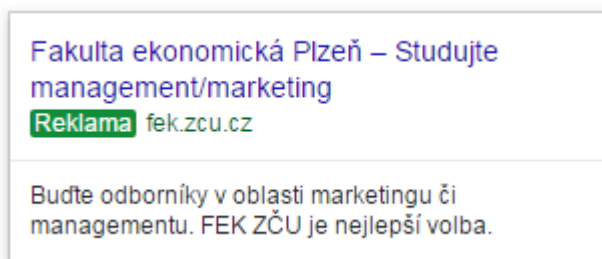 Fakulta ekonomická Plzeň – Studujte
management/marketing
Reklama fek.zcu.cz
Buďte odborníky v oblasti marketingu či
managementu. FEK ZČU je nejlepší volba.